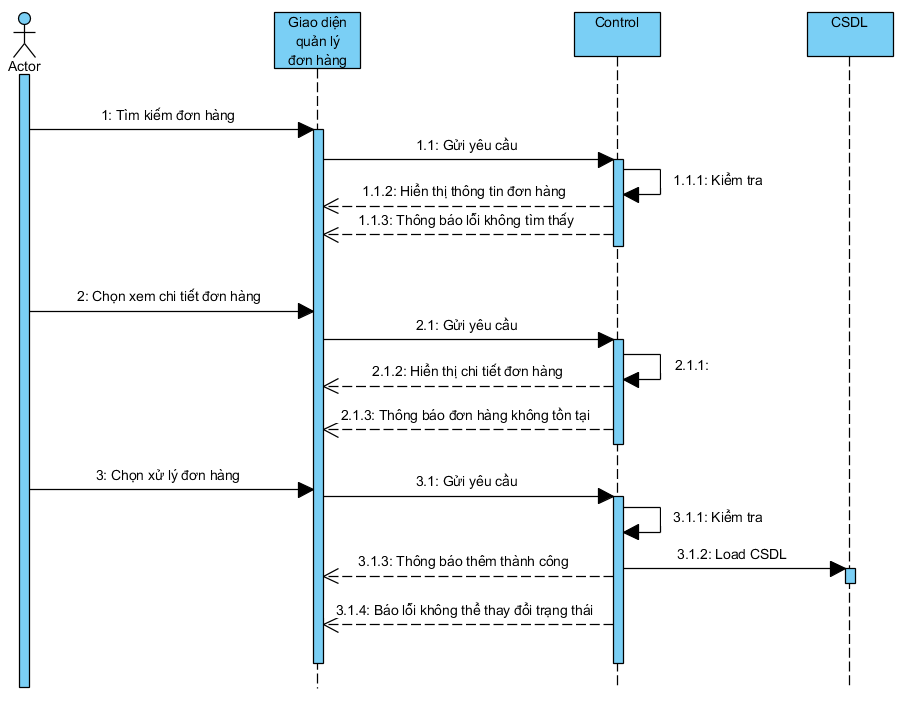 Actor
Giao diện
quản lý
đơn hàng
Control
CSDL
1: Tìm kiếm đơn hàng
1.1: Gửi yêu cầu
1.1.1: Kiểm tra
1.1.2: Hiển thị thông tin đơn hàng
1.1.3: Thông báo lỗi không tìm thấy
2: Chọn xem chi tiết đơn hàng
2.1: Gửi yêu cầu
2.1.1:
2.1.2: Hiển thị chi tiết đơn hàng
2.1.3: Thông báo đơn hàng không tồn tại
3: Chọn xử lý đơn hàng
3.1: Gửi yêu cầu
3.1.1: Kiểm tra
3.1.2: Load CSDL
3.1.3: Thông báo thêm thành công
3.1.4: Báo lỗi không thể thay đổi trạng thái